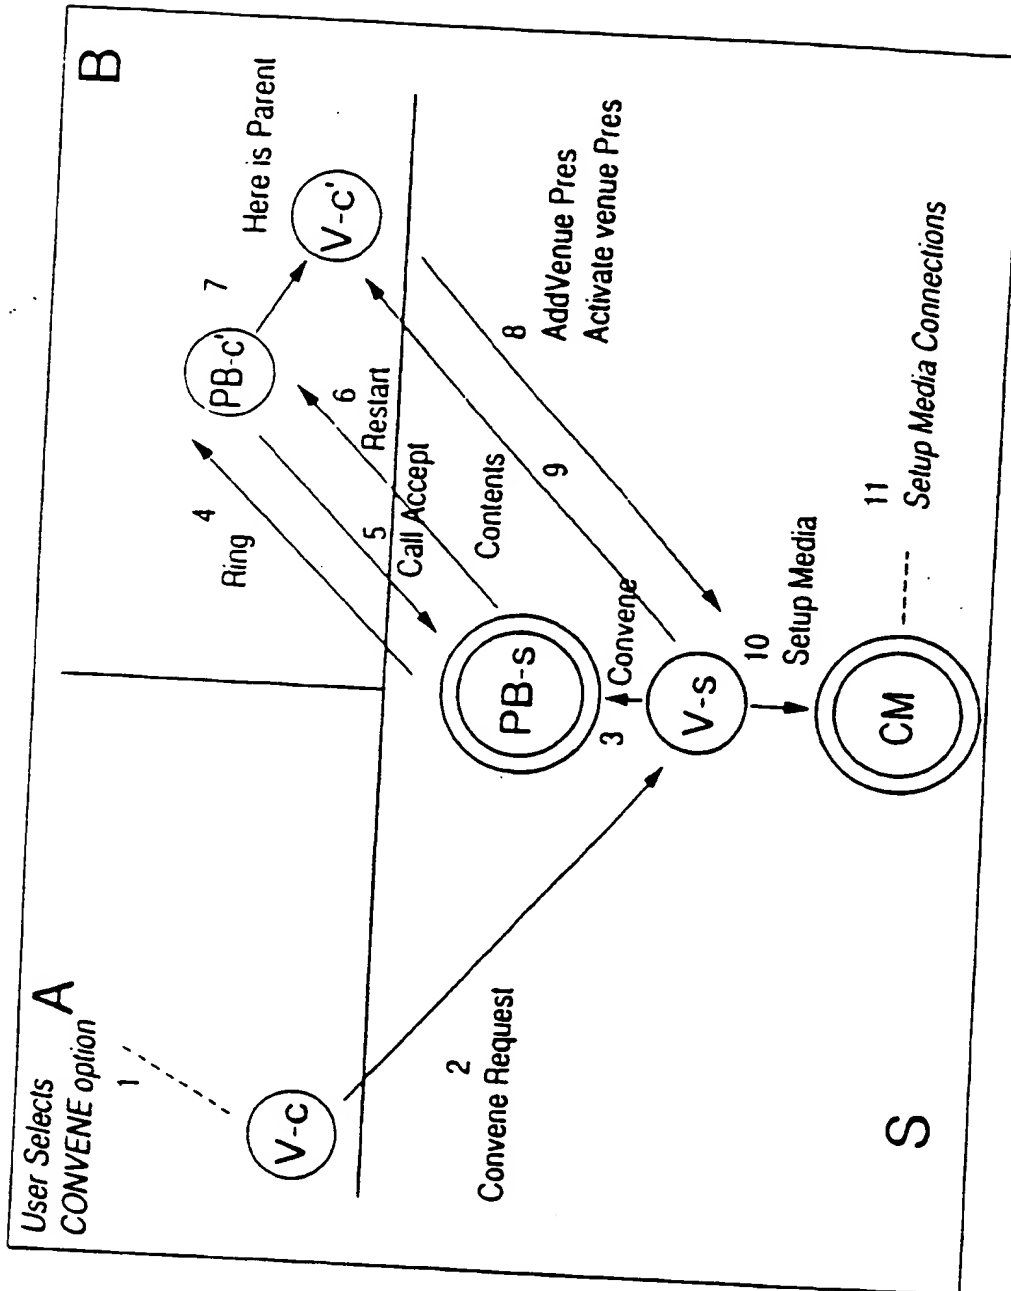 User Selects
CONVENE option
A
1
V-c
B
4
Ring
PB-c'
7
Here is Parent
V-c'
5
Call Accept
6
Restart
2
Convene Request
PB-s
3
Convene
V-s
Contents
9
8
AddVenue Pres
Activate venue Pres
10
Setup Media
CM
11
Setup Media Connections
S